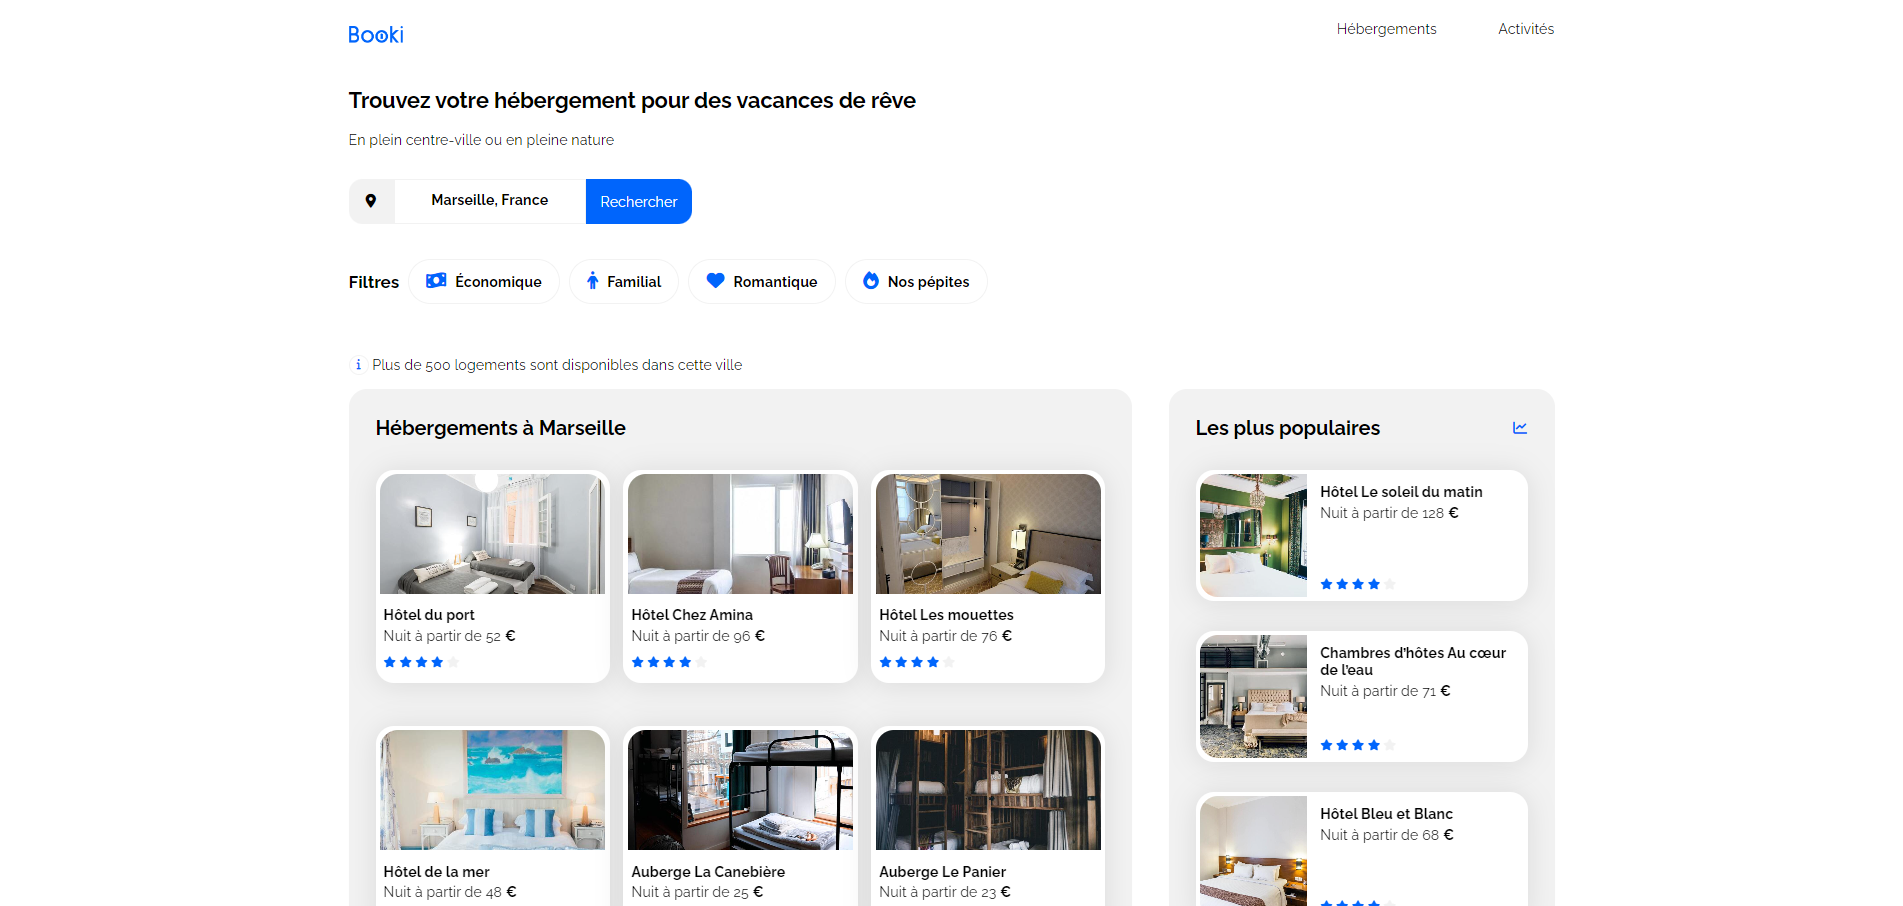 Booki
Hébergements
Activités
Trouvez votre hébergement pour des vacances de rêve
En plein centre-ville ou en pleine nature
Marseille, France
Rechercher
Filtres
Économique
Familial
Romantique
Nos pépites
Plus de 500 logements sont disponibles dans cette ville
Hébergements à Marseille
Hôtel du port
Nuit à partir de 52 €
Hôtel Chez Amina
Nuit à partir de 96 €
Hôtel Les mouettes
Nuit à partir de 76 €
Hôtel de la mer
Nuit à partir de 48 €
Auberge La Canebière
Nuit à partir de 25 €
Auberge Le Panier
Nuit à partir de 23 €
Les plus populaires
Hôtel Le soleil du matin
Nuit à partir de 128 €
Chambres d'hôtes Au cœur
de l'eau
Nuit à partir de 71 €
Hôtel Bleu et Blanc
Nuit à partir de 68 €